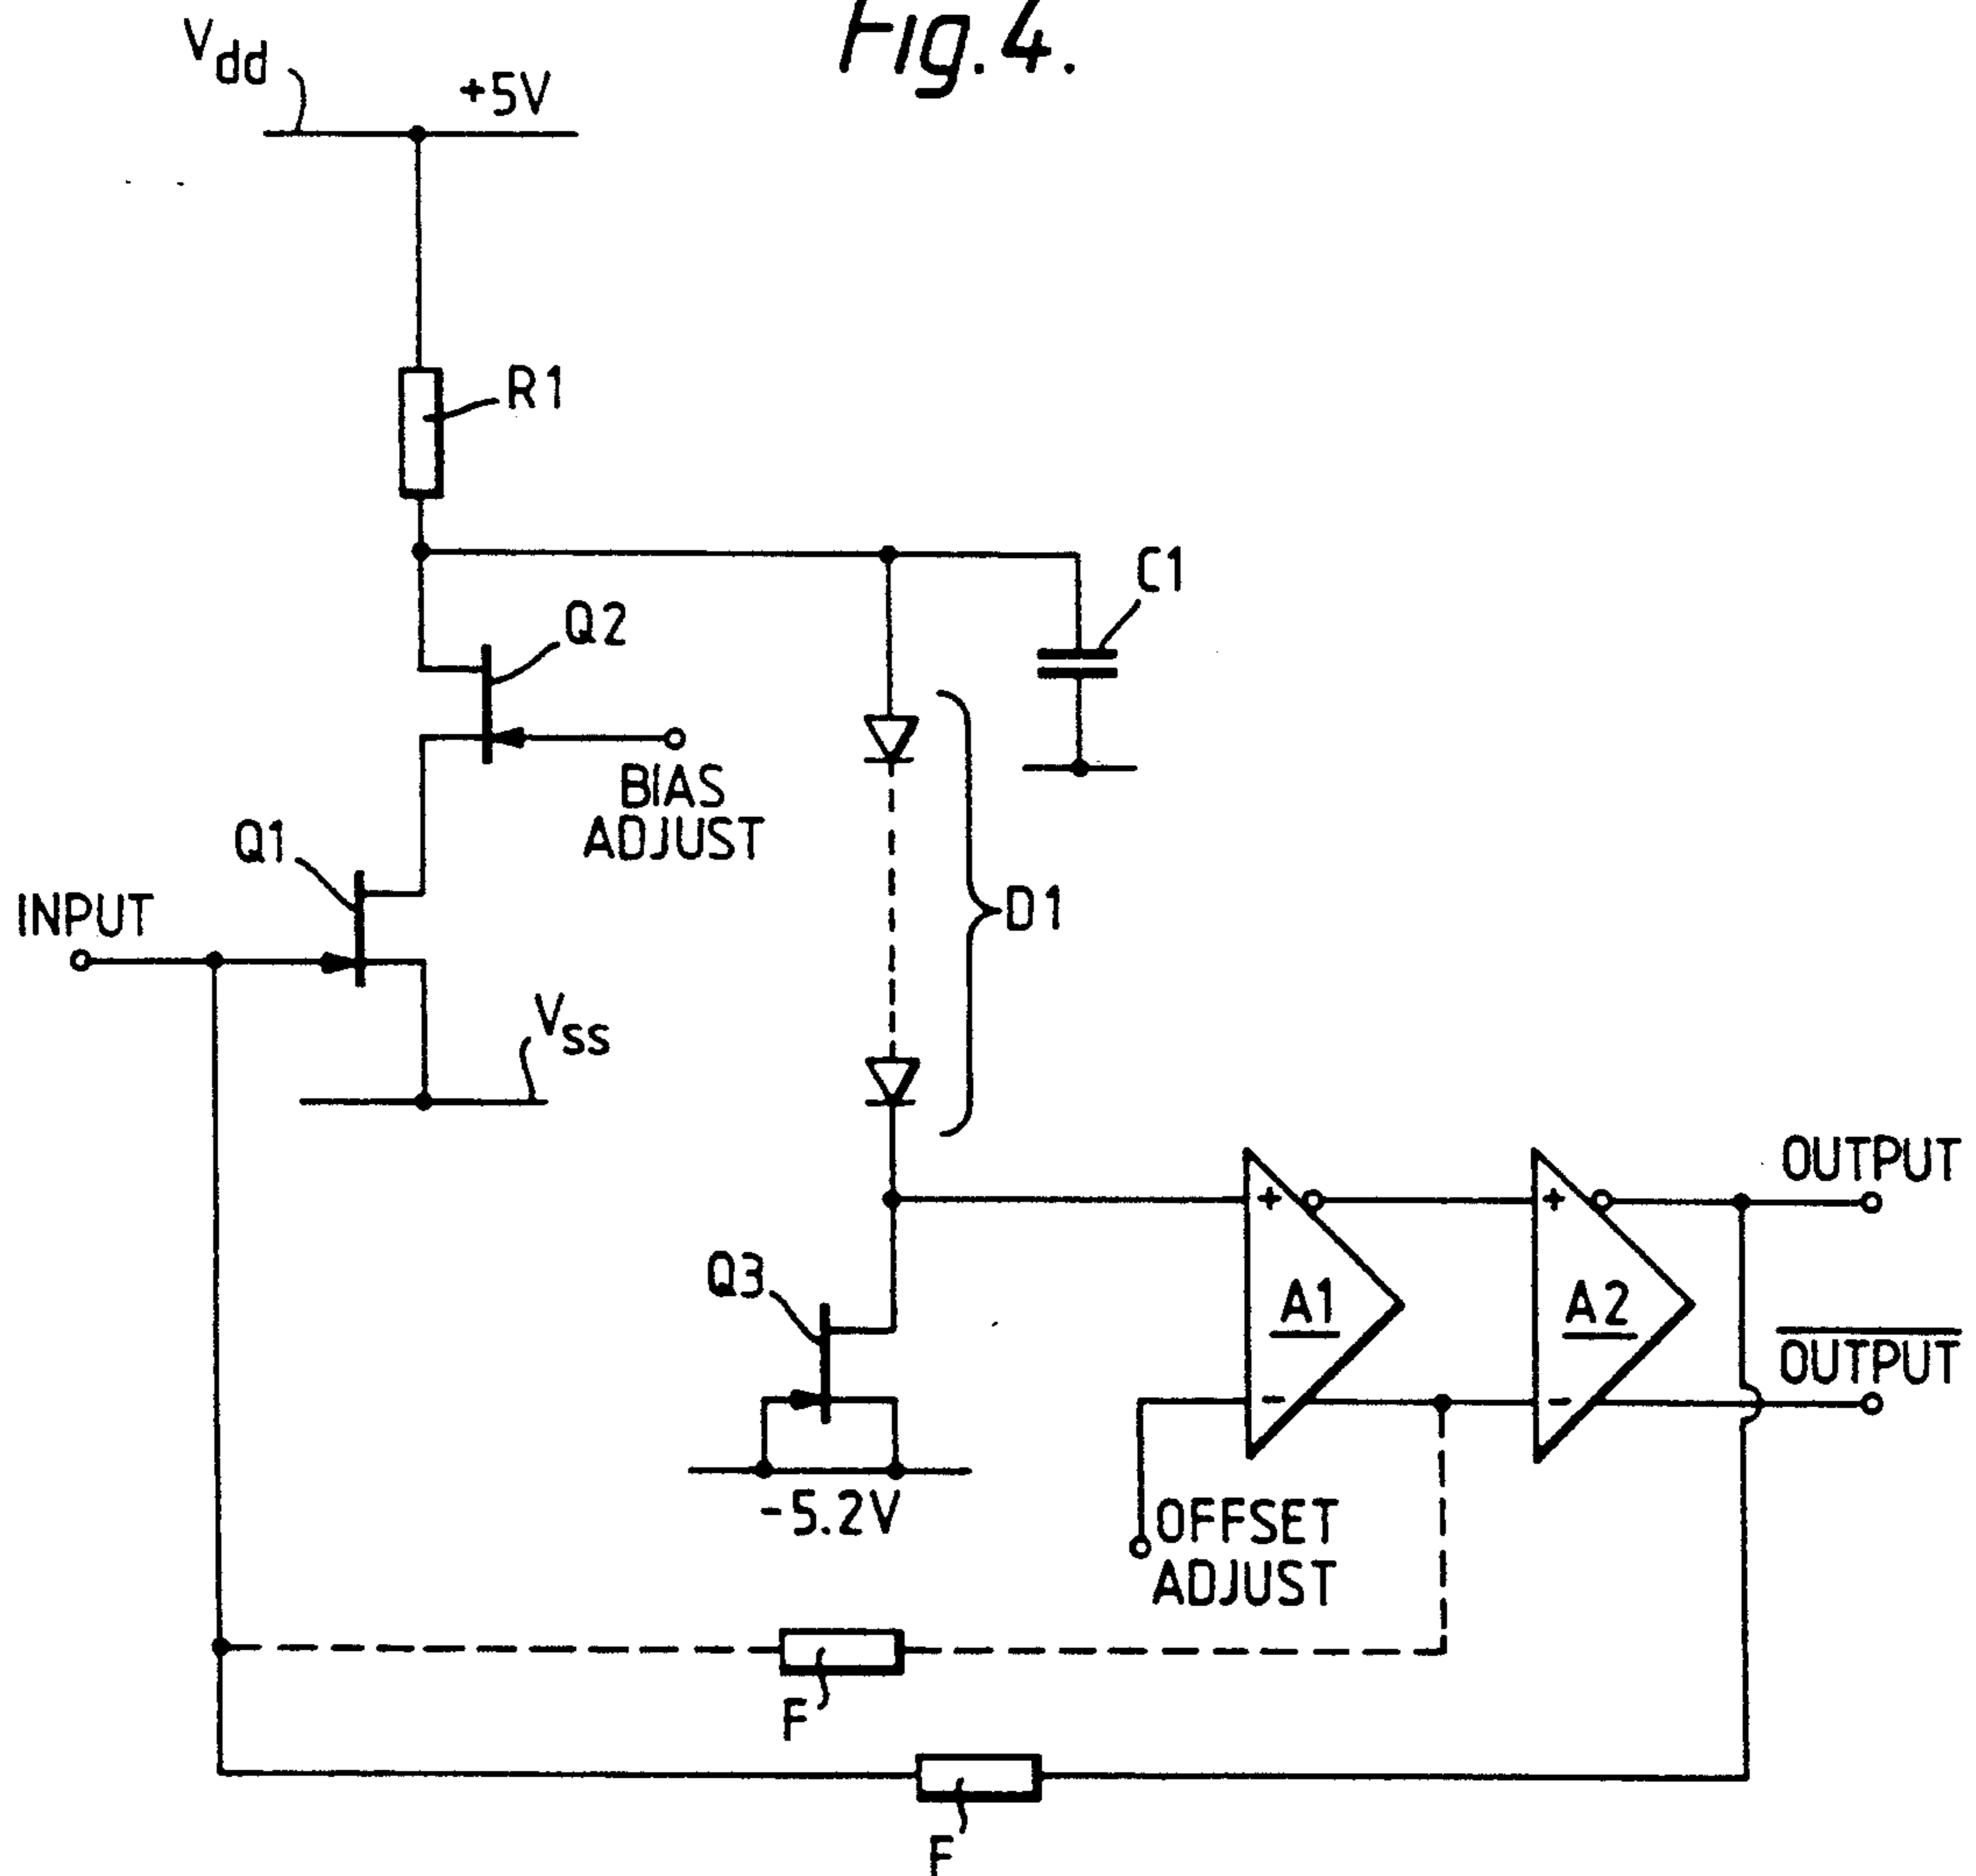 Fig. 4.
Vdd
+5V
R1
C1
Q2
BIAS
ADJUST
Q1
INPUT
D1
Vss
OUTPUT
+
+
Q3
A1
A2
OUTPUT
-
-
-5.2V
OFFSET
ADJUST
F
F